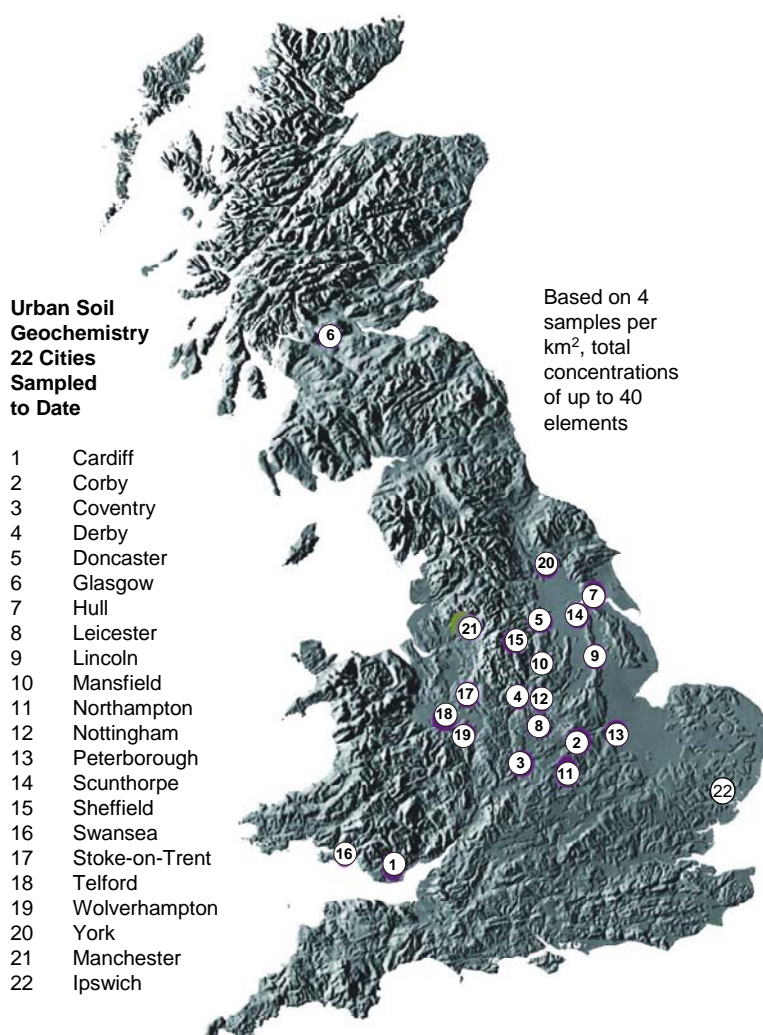 Urban Soil
Geochemistry
22 Cities
Sampled
to Date
1 Cardiff
2 Corby
3 Coventry
4 Derby
5 Doncaster
6 Glasgow
7 Hull
8 Leicester
9 Lincoln
10 Mansfield
11 Northampton
12 Nottingham
13 Peterborough
14 Scunthorpe
15 Sheffield
16 Swansea
17 Stoke-on-Trent
18 Telford
19 Wolverhampton
20 York
21 Manchester
22 Ipswich
Based on 4
samples per
km², total
concentrations
of up to 40
elements
6
20
7
14
5
21
15
10
9
17
4
12
18
8
19
2
13
3
11
22
16
1